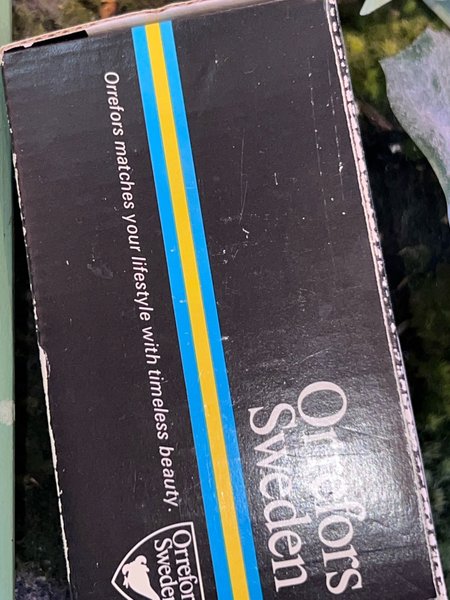 Orrefors
Sweden
Orrefors matches your lifestyle with timeless beauty.
Orrefors
Sweden